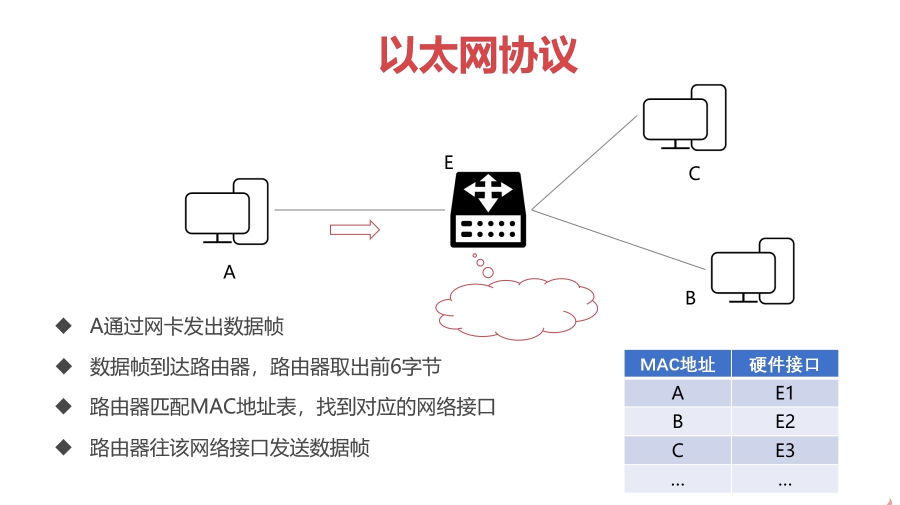 以太网协议
E
C
A
B
◆ A通过网卡发出数据帧
◆ 数据帧到达路由器，路由器取出前6字节
◆ 路由器匹配MAC地址表，找到对应的网络接口
◆ 路由器往该网络接口发送数据帧
MAC地址 硬件接口
A E1
B E2
C E3
... ...